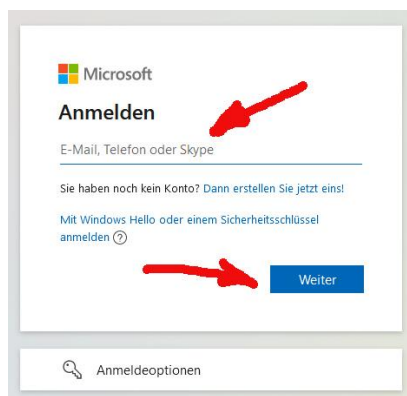 Microsoft
Anmelden
E-Mail, Telefon oder Skype
Sie haben noch kein Konto? Dann erstellen Sie jetzt eins!
Mit Windows Hello oder einem Sicherheitsschlüssel
anmelden
Weiter
Anmeldeoptionen